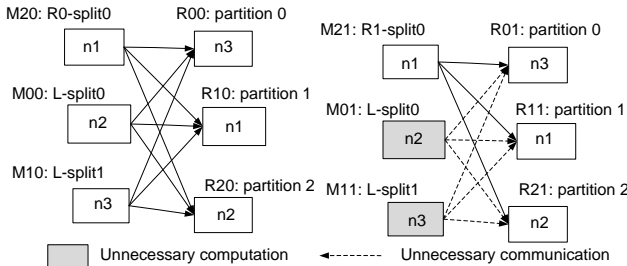 M20: R0-split0
R00: partition 0
n1
n3
M00: L-split0
R10: partition 1
n2
n1
M10: L-split1
R20: partition 2
n3
n2
M21: R1-split0
R01: partition 0
n1
n3
M01: L-split0
R11: partition 1
n2
n1
M11: L-split1
R21: partition 2
n3
n2
Unnecessary computation
Unnecessary communication